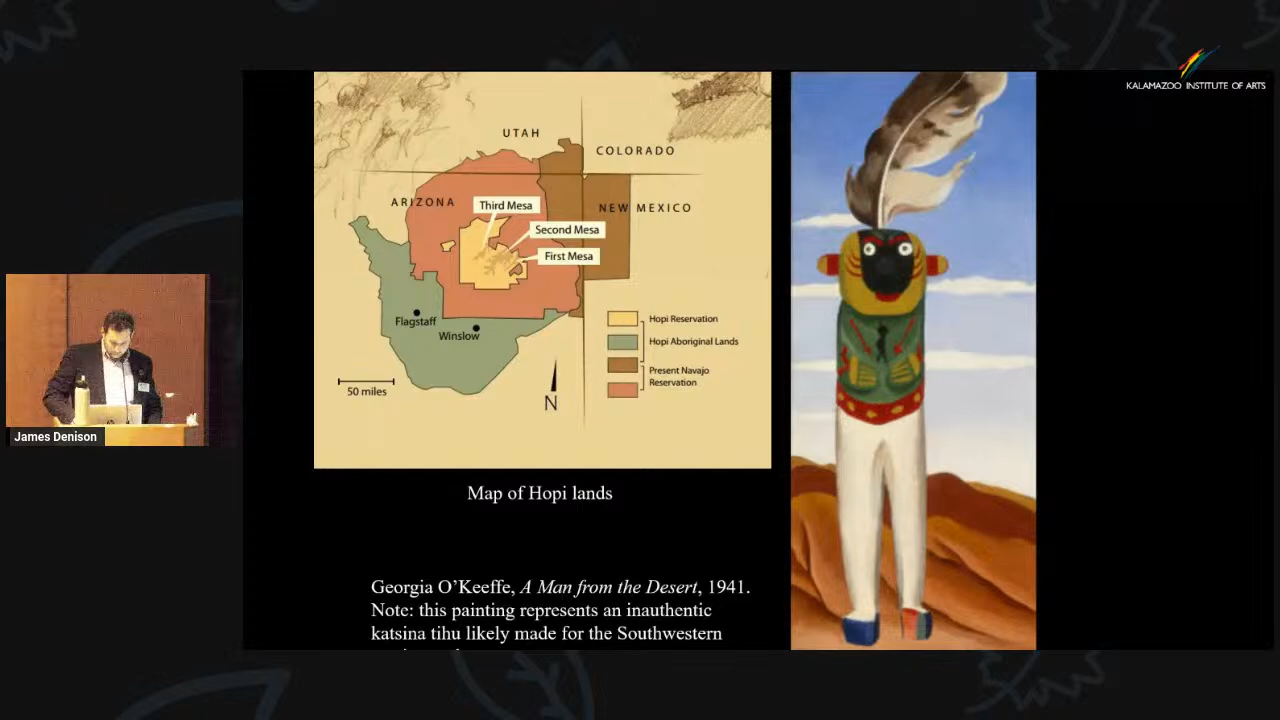 KALAMAZOO INSTITUTE OF ARTS
UTAH
COLORADO
ARIZONA
NEW MEXICO
Third Mesa
Second Mesa
First Mesa
Flagstaff
Winslow
50 miles
N
Hopi Reservation
Hopi Aboriginal Lands
Present Navajo
Reservation
Map of Hopi lands
Georgia O’Keeffe, A Man from the Desert, 1941.
Note: this painting represents an inauthentic
katsina tihu likely made for the Southwestern
James Denison